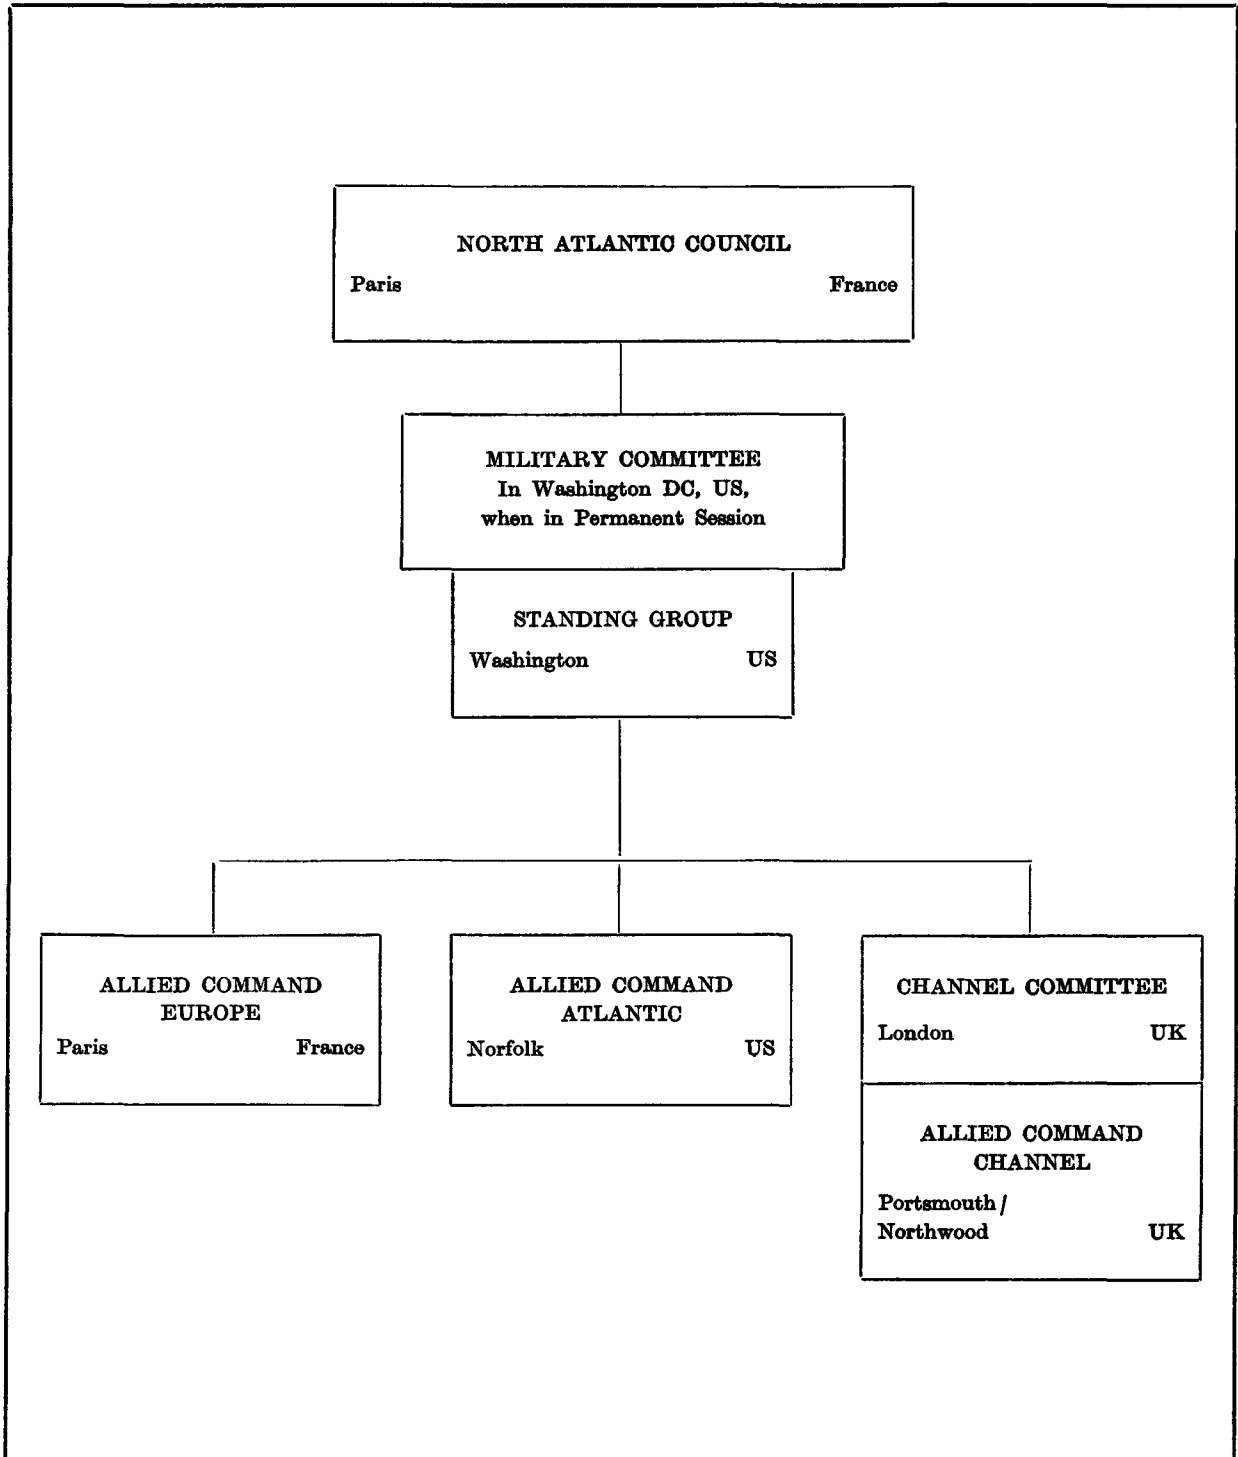 NORTH ATLANTIC COUNCIL
Paris France
MILITARY COMMITTEE
In Washington DC, US,
when in Permanent Session
STANDING GROUP
Washington US
ALLIED COMMAND
EUROPE
Paris France
ALLIED COMMAND
ATLANTIC
Norfolk US
CHANNEL COMMITTEE
London UK
ALLIED COMMAND
CHANNEL
Portsmouth/
Northwood UK